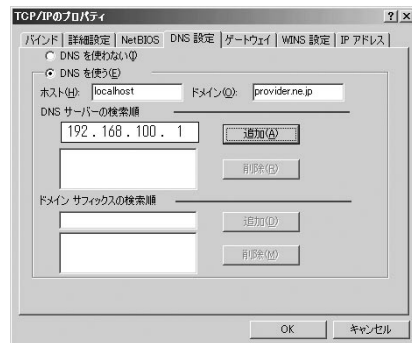 TCP/IPのプロパティ
バインド 詳細設定 NetBIOS DNS 設定 ゲートウェイ WINS 設定 IP アドレス
DNS を使わない(I)
DNS を使う(E)
ホスト(H): localhost ドメイン(O): provider.ne.jp
DNS サーバーの検索順
192 . 168 . 100 . 1 追加(A)
削除(R)
ドメイン サフィックスの検索順
追加(D)
削除(M)
OK キャンセル